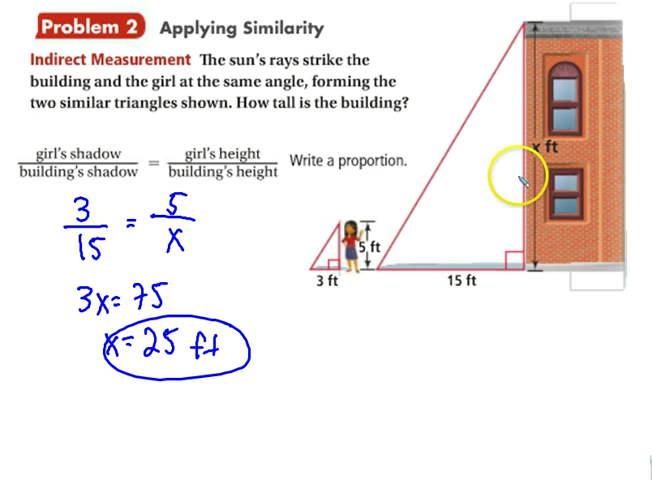 Problem 2 Applying Similarity
Indirect Measurement The sun's rays strike the
building and the girl at the same angle, forming the
two similar triangles shown. How tall is the building?
girl's shadow / building's shadow = girl's height / building's height Write a proportion.
3/15 = 5/x
3x = 75
x = 25 ft
x ft
5 ft
3 ft
15 ft